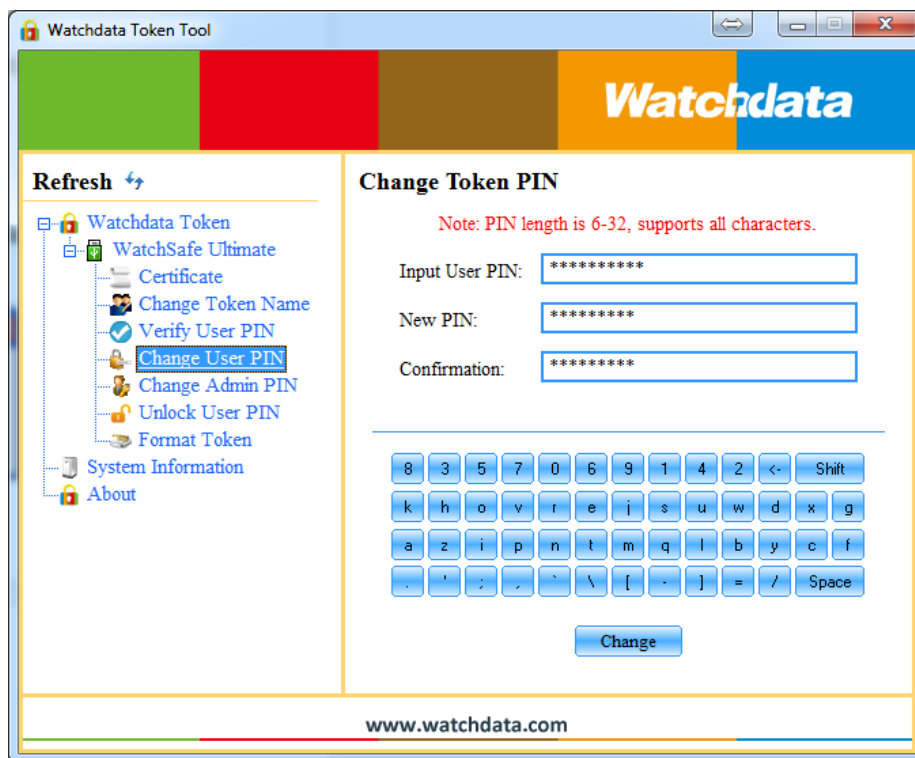 Watchdata Token Tool
Watchdata
Refresh
Watchdata Token
WatchSafe Ultimate
Certificate
Change Token Name
Verify User PIN
Change User PIN
Change Admin PIN
Unlock User PIN
Format Token
System Information
About
Change Token PIN
Note: PIN length is 6-32, supports all characters.
Input User PIN: **********
New PIN: *********
Confirmation: *********
8 3 5 7 0 6 9 1 4 2 <- Shift
k h o v r e j s u w d x g
a z i p n t m q l b y c f
. ' ; , ` \ [ - ] = / Space
Change
www.watchdata.com